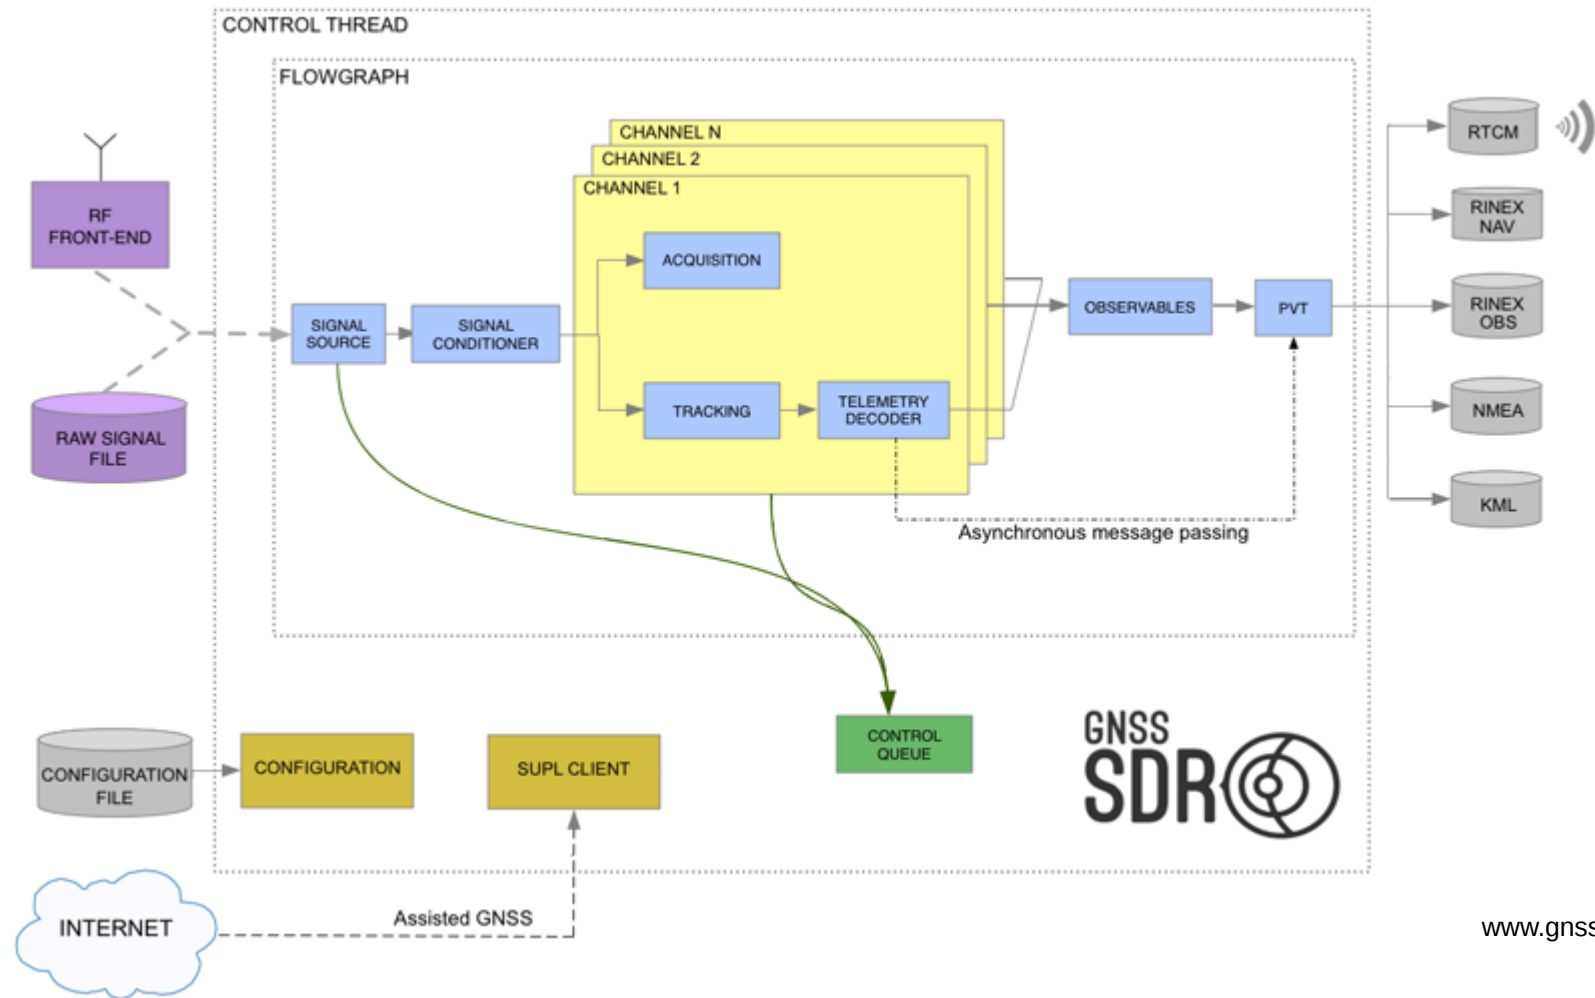 CONTROL THREAD
FLOWGRAPH
CHANNEL N
CHANNEL 2
CHANNEL 1
RF
FRONT-END
RAW SIGNAL
FILE
SIGNAL
SOURCE
SIGNAL
CONDITIONER
ACQUISITION
TRACKING
TELEMETRY
DECODER
OBSERVABLES
PVT
Asynchronous message passing
RTCM
RINEX
NAV
RINEX
OBS
NMEA
KML
CONFIGURATION
FILE
CONFIGURATION
SUPL CLIENT
CONTROL
QUEUE
GNSS
SDR
INTERNET
Assisted GNSS
www.gnss